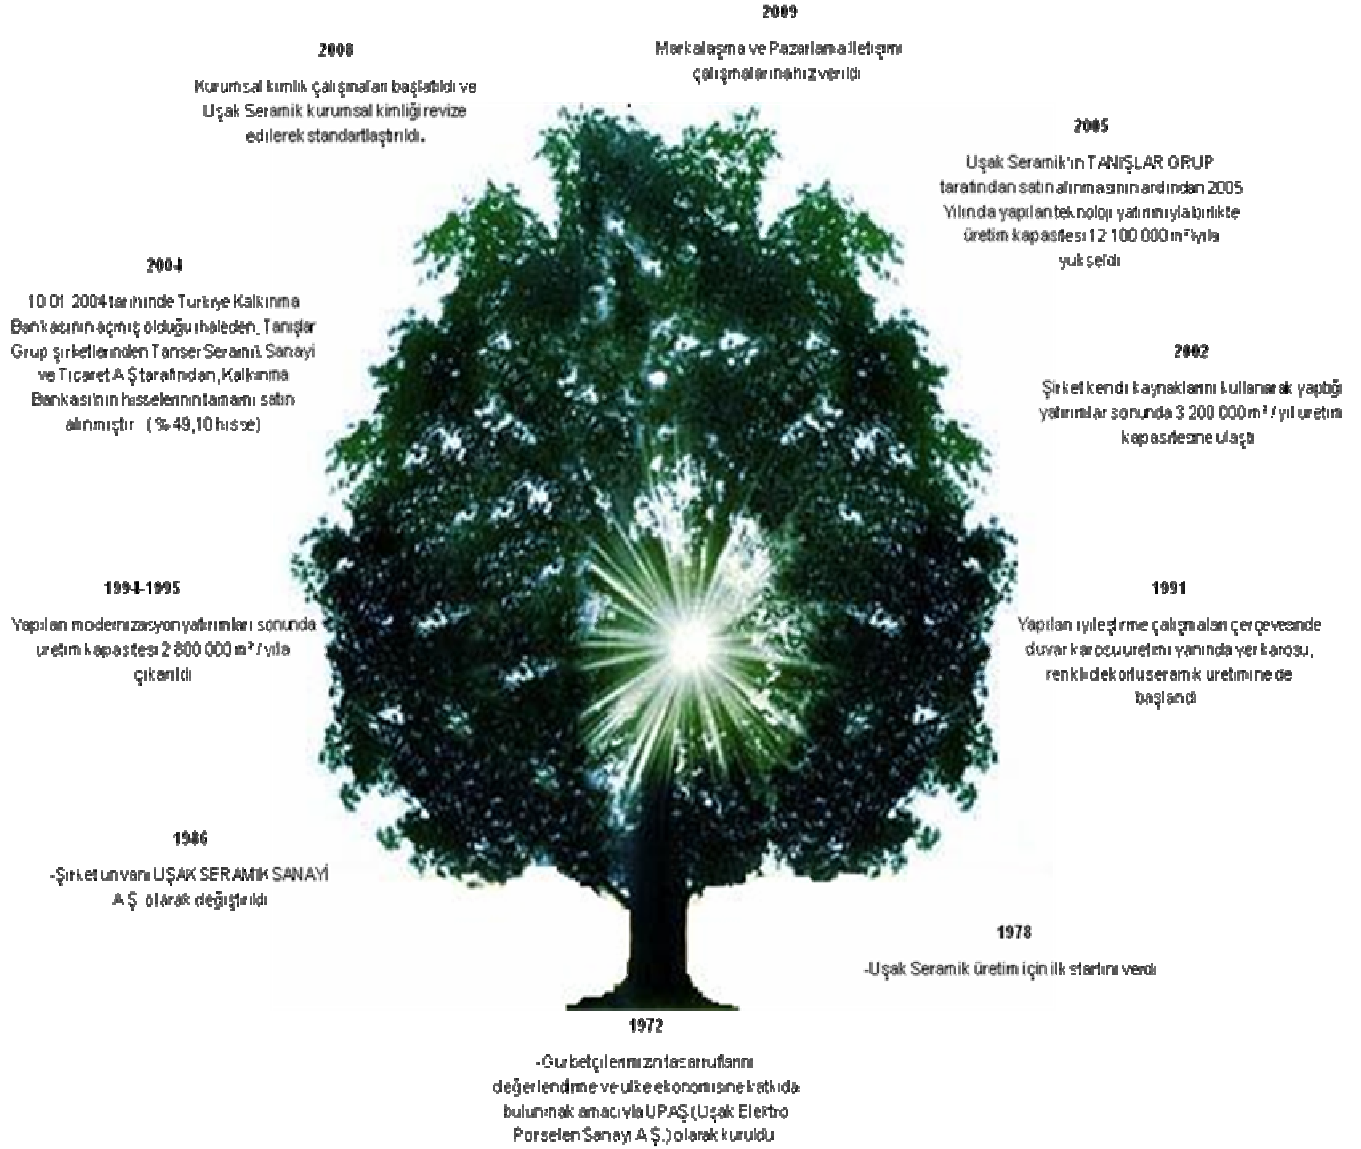 2009
Markalaşma ve Pazarlama İletişimi
çalışmalarına hız verildi
2008
Kurumsal kimlik çalışmaları başlatıldı ve
Uşak Seramik kurumsal kimliği revize
edilerek standartlaştırıldı.
2005
Uşak Seramik'in TANIŞLAR GRUP
tarafından satın alınmasının ardından 2005
Yılında yapılan teknoloji yatırımıyla birlikte
üretim kapasitesi 12 100 000 m²/yıla
yükseldi
2004
10 01 2004 tarihinde Türkiye Kalkınma
Bankasının açmış olduğu ihaleden, Tanışlar
Grup şirketlerinden Tanser Seramik Sanayi
ve Ticaret A Ş tarafından, Kalkınma
Bankası'nın hisselerinin tamamı satın
alınmıştır ( % 49,10 hisse)
2002
Şirket kendi kaynaklarını kullanarak yaptığı
yatırımlar sonunda 3 200 000 m² / yıl üretim
kapasitesine ulaştı
1994-1995
Yapılan modernizasyon yatırımları sonunda
üretim kapasitesi 2 800 000 m² / yıla
çıkarıldı
1991
Yapılan iyileştirme çalışmaları çerçevesinde
duvar karosu üretimi yanında yer karosu,
renkli dekorlu seramik üretimine de
başlandı
1986
-Şirket unvanı UŞAK SERAMİK SANAYİ
A Ş olarak değiştirildi
1978
-Uşak Seramik üretim için ilk startını verdi
1972
-Gurbetçilerimizin tasarruflarını
değerlendirme ve ülke ekonomisine katkıda
bulunmak amacıyla UPAŞ (Uşak Elektro
Porselen Sanayi A Ş.) olarak kuruldu